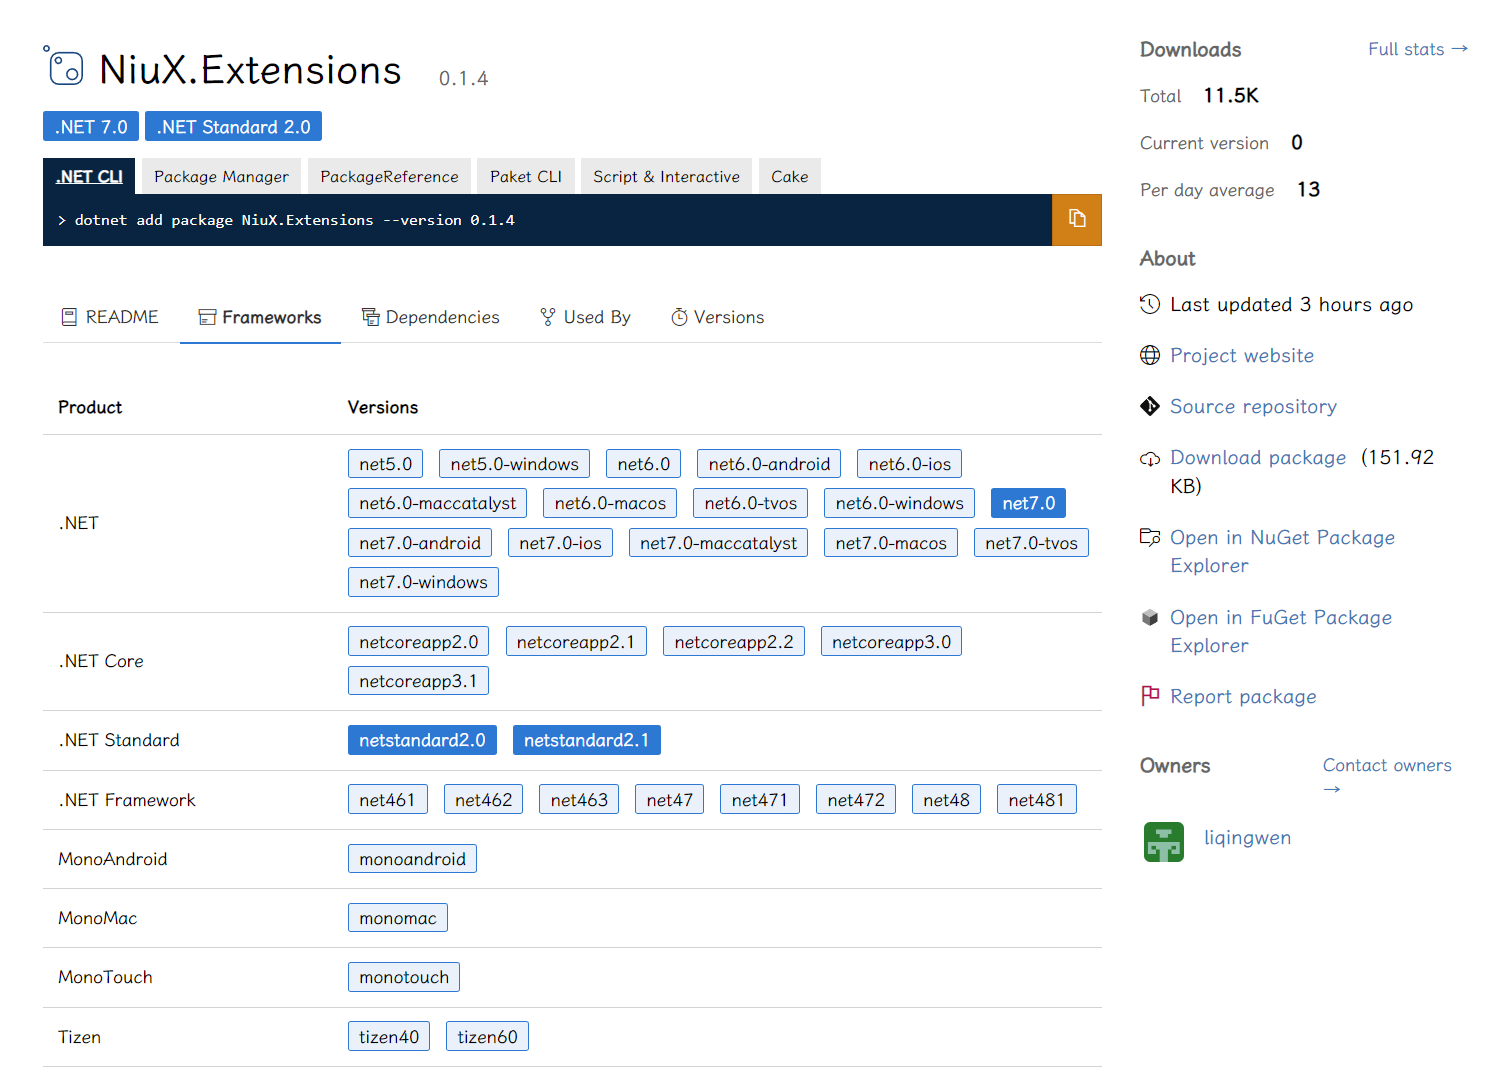 NiuX.Extensions 0.1.4
.NET 7.0 .NET Standard 2.0
.NET CLI Package Manager PackageReference Paket CLI Script & Interactive Cake
> dotnet add package NiuX.Extensions --version 0.1.4
README Frameworks Dependencies Used By Versions
Product Versions
.NET
net5.0 net5.0-windows net6.0 net6.0-android net6.0-ios
net6.0-maccatalyst net6.0-macos net6.0-tvos net6.0-windows net7.0
net7.0-android net7.0-ios net7.0-maccatalyst net7.0-macos net7.0-tvos
net7.0-windows
.NET Core
netcoreapp2.0 netcoreapp2.1 netcoreapp2.2 netcoreapp3.0
netcoreapp3.1
.NET Standard netstandard2.0 netstandard2.1
.NET Framework net461 net462 net463 net47 net471 net472 net48 net481
MonoAndroid monoandroid
MonoMac monomac
MonoTouch monotouch
Tizen tizen40 tizen60
Downloads Full stats →
Total 11.5K
Current version 0
Per day average 13
About
Last updated 3 hours ago
Project website
Source repository
Download package (151.92
KB)
Open in NuGet Package
Explorer
Open in FuGet Package
Explorer
Report package
Owners Contact owners
→
liqingwen